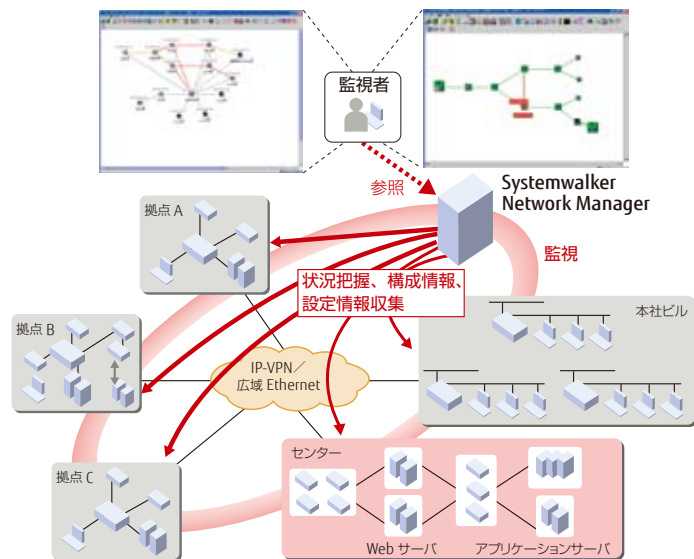 監視者
参照
Systemwalker
Network Manager
監視
拠点 A
状況把握、構成情報、
設定情報収集
本社ビル
拠点 B
IP-VPN／
広域 Ethernet
センター
拠点 C
Web サーバ
アプリケーションサーバ